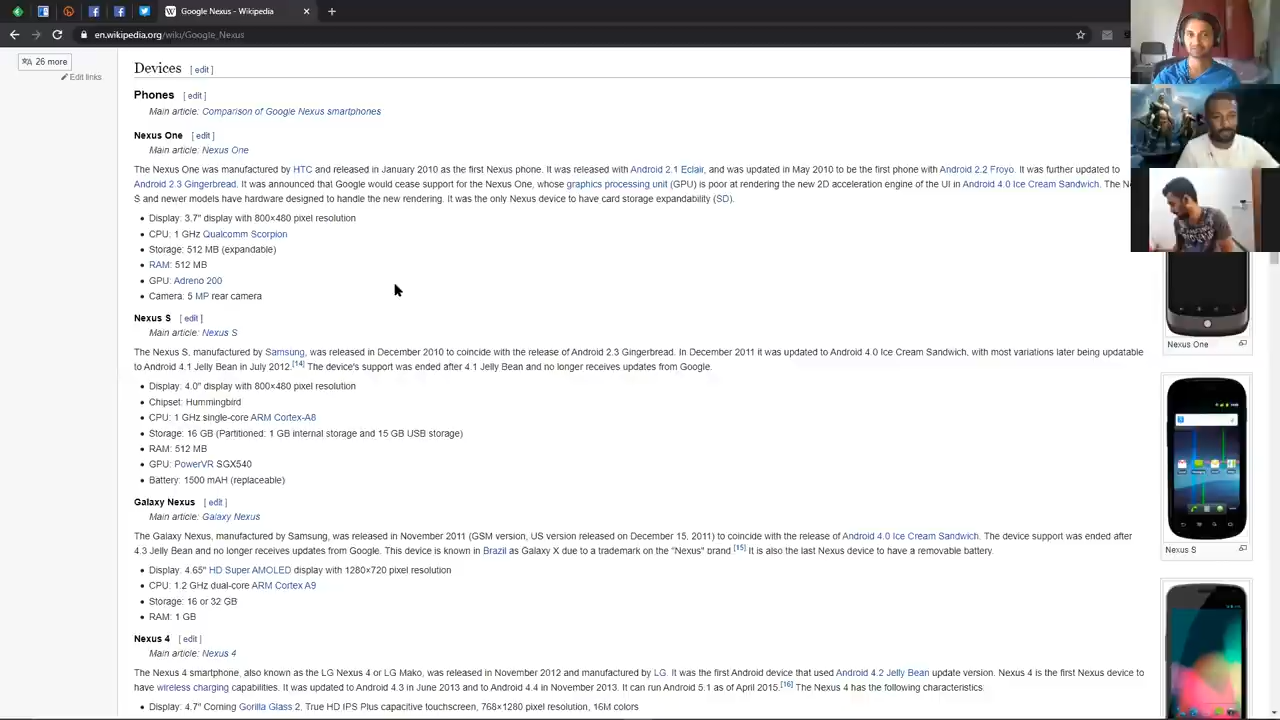 Google Nexus - Wikipedia
en.wikipedia.org/wiki/Google_Nexus
26 more
Edit links
Devices [ edit ]
Phones [ edit ]
Main article: Comparison of Google Nexus smartphones
Nexus One [ edit ]
Main article: Nexus One
The Nexus One was manufactured by HTC and released in January 2010 as the first Nexus phone. It was released with Android 2.1 Eclair, and was updated in May 2010 to be the first phone with Android 2.2 Froyo. It was further updated to
Android 2.3 Gingerbread. It was announced that Google would cease support for the Nexus One, whose graphics processing unit (GPU) is poor at rendering the new 2D acceleration engine of the UI in Android 4.0 Ice Cream Sandwich. The
S and newer models have hardware designed to handle the new rendering. It was the only Nexus device to have card storage expandability (SD).
• Display: 3.7" display with 800×480 pixel resolution
• CPU: 1 GHz Qualcomm Scorpion
• Storage: 512 MB (expandable)
• RAM: 512 MB
• GPU: Adreno 200
• Camera: 5 MP rear camera
Nexus One
Nexus S [ edit ]
Main article: Nexus S
The Nexus S, manufactured by Samsung, was released in December 2010 to coincide with the release of Android 2.3 Gingerbread. In December 2011 it was updated to Android 4.0 Ice Cream Sandwich, with most variations later being updatable
to Android 4.1 Jelly Bean in July 2012.[14] The device's support was ended after 4.1 Jelly Bean and no longer receives updates from Google.
• Display: 4.0" display with 800×480 pixel resolution
• Chipset: Hummingbird
• CPU: 1 GHz single-core ARM Cortex-A8
• Storage: 16 GB (Partitioned: 1 GB internal storage and 15 GB USB storage)
• RAM: 512 MB
• GPU: PowerVR SGX540
• Battery: 1500 mAH (replaceable)
Nexus S
Galaxy Nexus [ edit ]
Main article: Galaxy Nexus
The Galaxy Nexus, manufactured by Samsung, was released in November 2011 (GSM version, US version released on December 15, 2011) to coincide with the release of Android 4.0 Ice Cream Sandwich. The device support was ended after
4.3 Jelly Bean and no longer receives updates from Google. This device is known in Brazil as Galaxy X due to a trademark on the "Nexus" brand.[15] It is also the last Nexus device to have a removable battery.
• Display: 4.65" HD Super AMOLED display with 1280×720 pixel resolution
• CPU: 1.2 GHz dual-core ARM Cortex A9
• Storage: 16 or 32 GB
• RAM: 1 GB
Nexus 4 [ edit ]
Main article: Nexus 4
The Nexus 4 smartphone, also known as the LG Nexus 4 or LG Mako, was released in November 2012 and manufactured by LG. It was the first Android device that used Android 4.2 Jelly Bean update version. Nexus 4 is the first Nexus device to
have wireless charging capabilities. It was updated to Android 4.3 in June 2013 and to Android 4.4 in November 2013. It can run Android 5.1 as of April 2015.[16] The Nexus 4 has the following characteristics:
• Display: 4.7" Corning Gorilla Glass 2, True HD IPS Plus capacitive touchscreen, 768×1280 pixel resolution, 16M colors